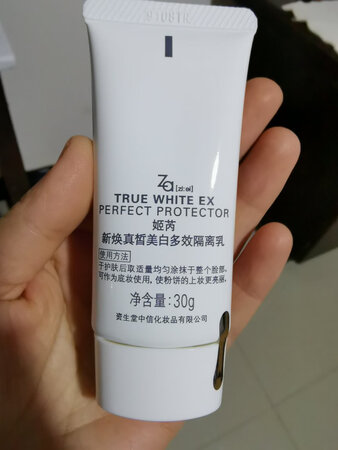 Za [zi:ei]
TRUE WHITE EX
PERFECT PROTECTOR
姬芮
新焕真皙美白多效隔离乳
使用方法
于护肤后取适量均匀涂抹于整个脸部。
可作为底妆使用，使粉饼的上妆更亮丽。
净含量:30g
资生堂中信化妆品有限公司